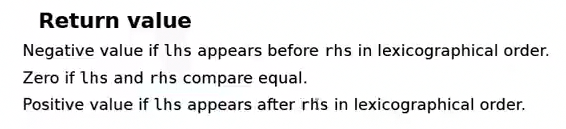 Return value
Negative value if lhs appears before rhs in lexicographical order.
Zero if lhs and rhs compare equal.
Positive value if lhs appears after rhs in lexicographical order.